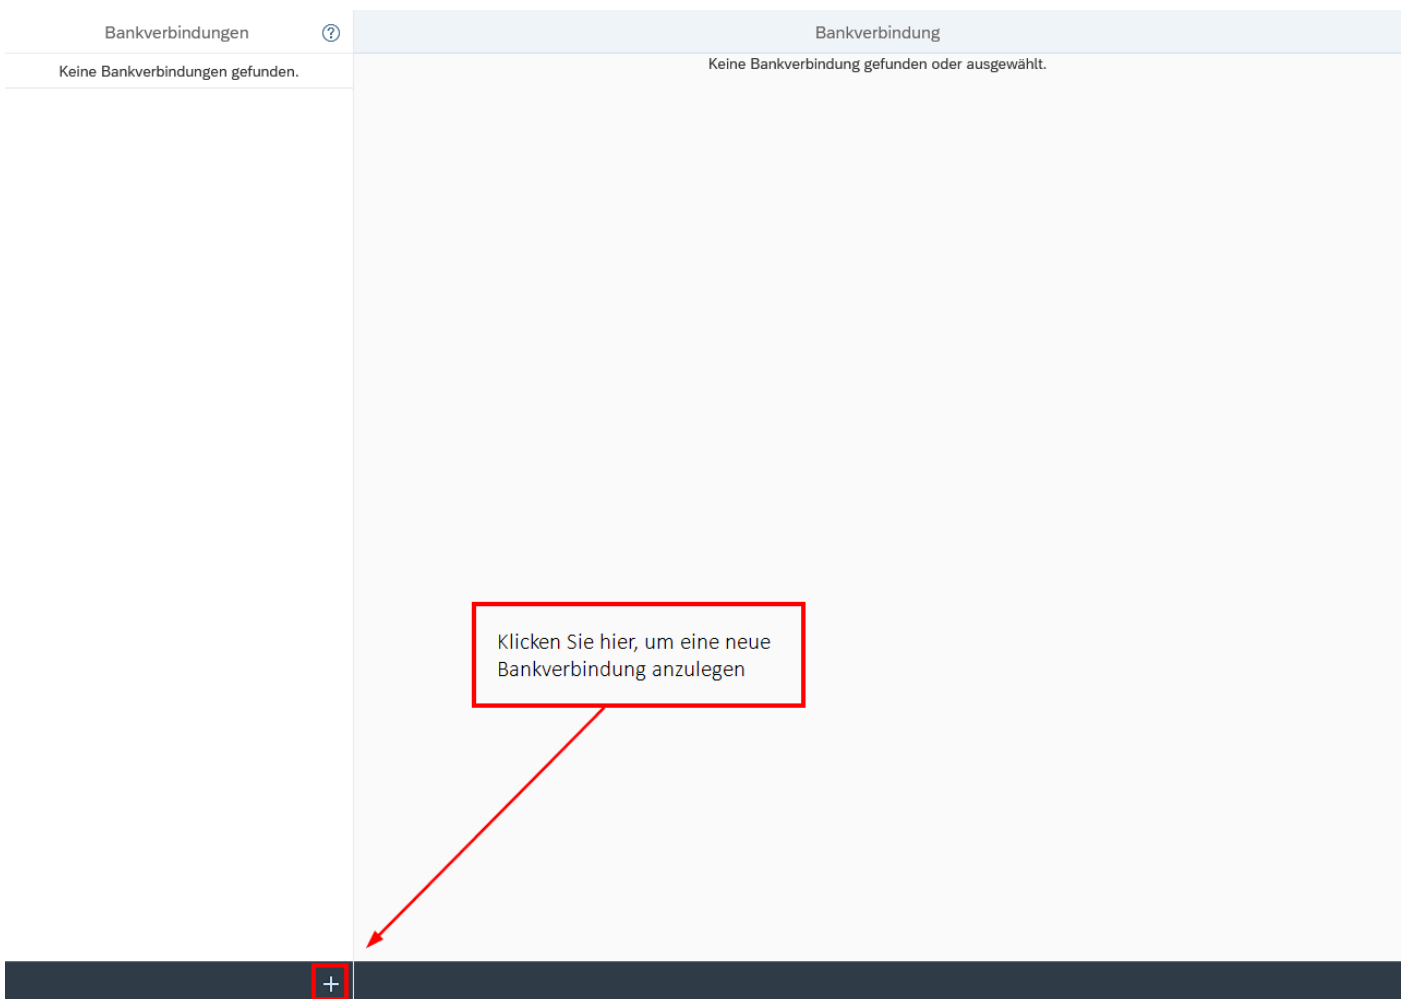 Bankverbindungen
Bankverbindung
Keine Bankverbindungen gefunden.
Keine Bankverbindung gefunden oder ausgewählt.
Klicken Sie hier, um eine neue
Bankverbindung anzulegen